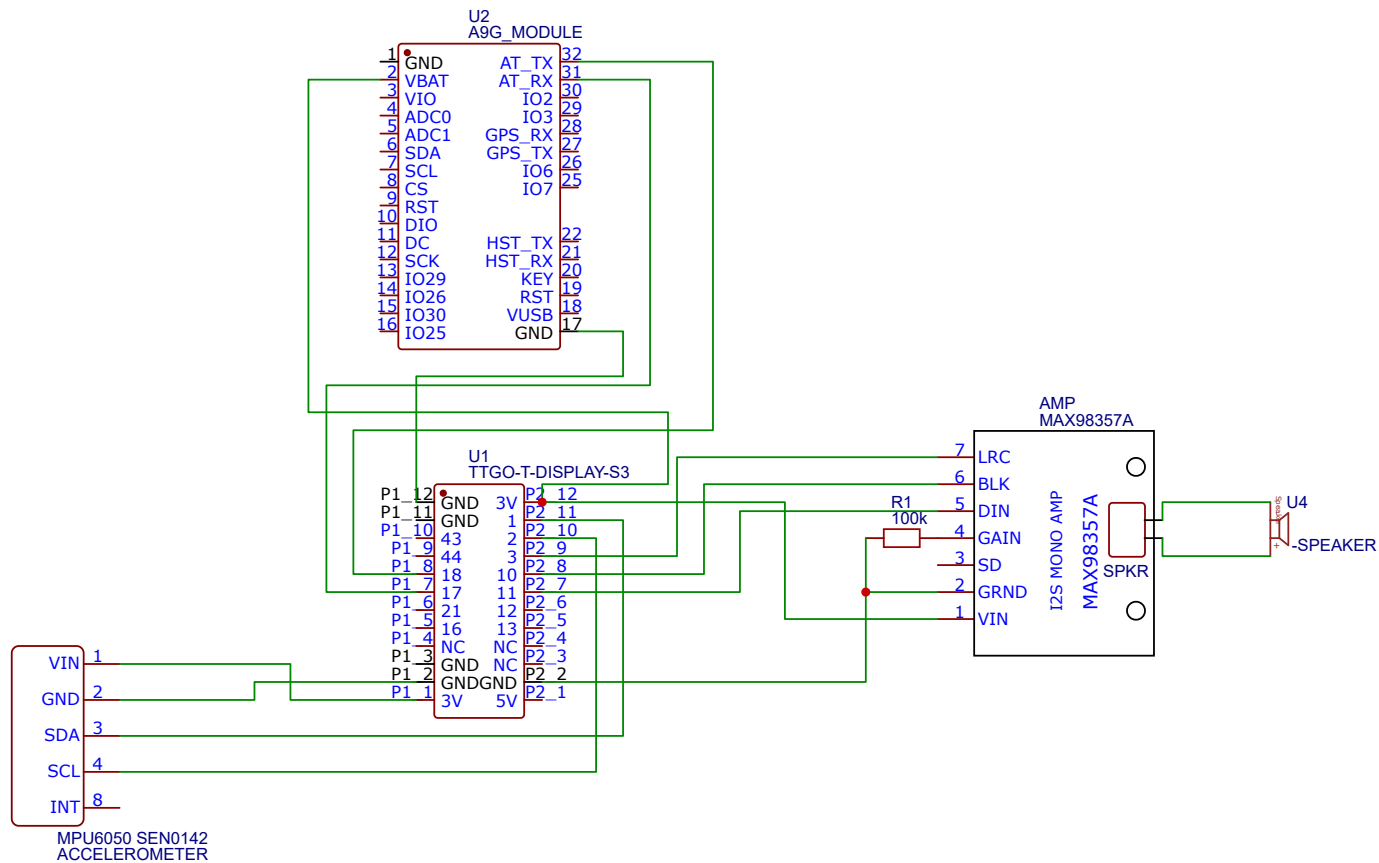 U2
A9G_MODULE
1 GND AT_TX 32
2 VBAT AT_RX 31
3 VIO IO2 30
4 ADC0 IO3 29
5 ADC1 GPS_RX 28
6 SDA GPS_TX 27
7 SCL IO6 26
8 CS IO7 25
9 RST
10 DIO
11 DC HST_TX 22
12 SCK HST_RX 21
13 IO29 KEY 20
14 IO26 RST 19
15 IO30 VUSB 18
16 IO25 GND 17
U1
TTGO-T-DISPLAY-S3
P1_12 GND 3V P2_12
P1_11 GND 1 P2_11
P1_10 43 2 P2_10
P1_9 44 3 P2_9
P1_8 18 10 P2_8
P1_7 17 11 P2_7
P1_6 21 12 P2_6
P1_5 16 13 P2_5
P1_4 NC NC P2_4
P1_3 GND NC P2_3
P1_2 GND GND P2_2
P1_1 3V 5V P2_1
AMP
MAX98357A
7 LRC
6 BLK
5 DIN
4 GAIN
3 SD
2 GRND
1 VIN
I2S MONO AMP
MAX98357A
SPKR
R1
100k
U4
Speaker
+
-SPEAKER
VIN 1
GND 2
SDA 3
SCL 4
INT 8
MPU6050 SEN0142
ACCELEROMETER